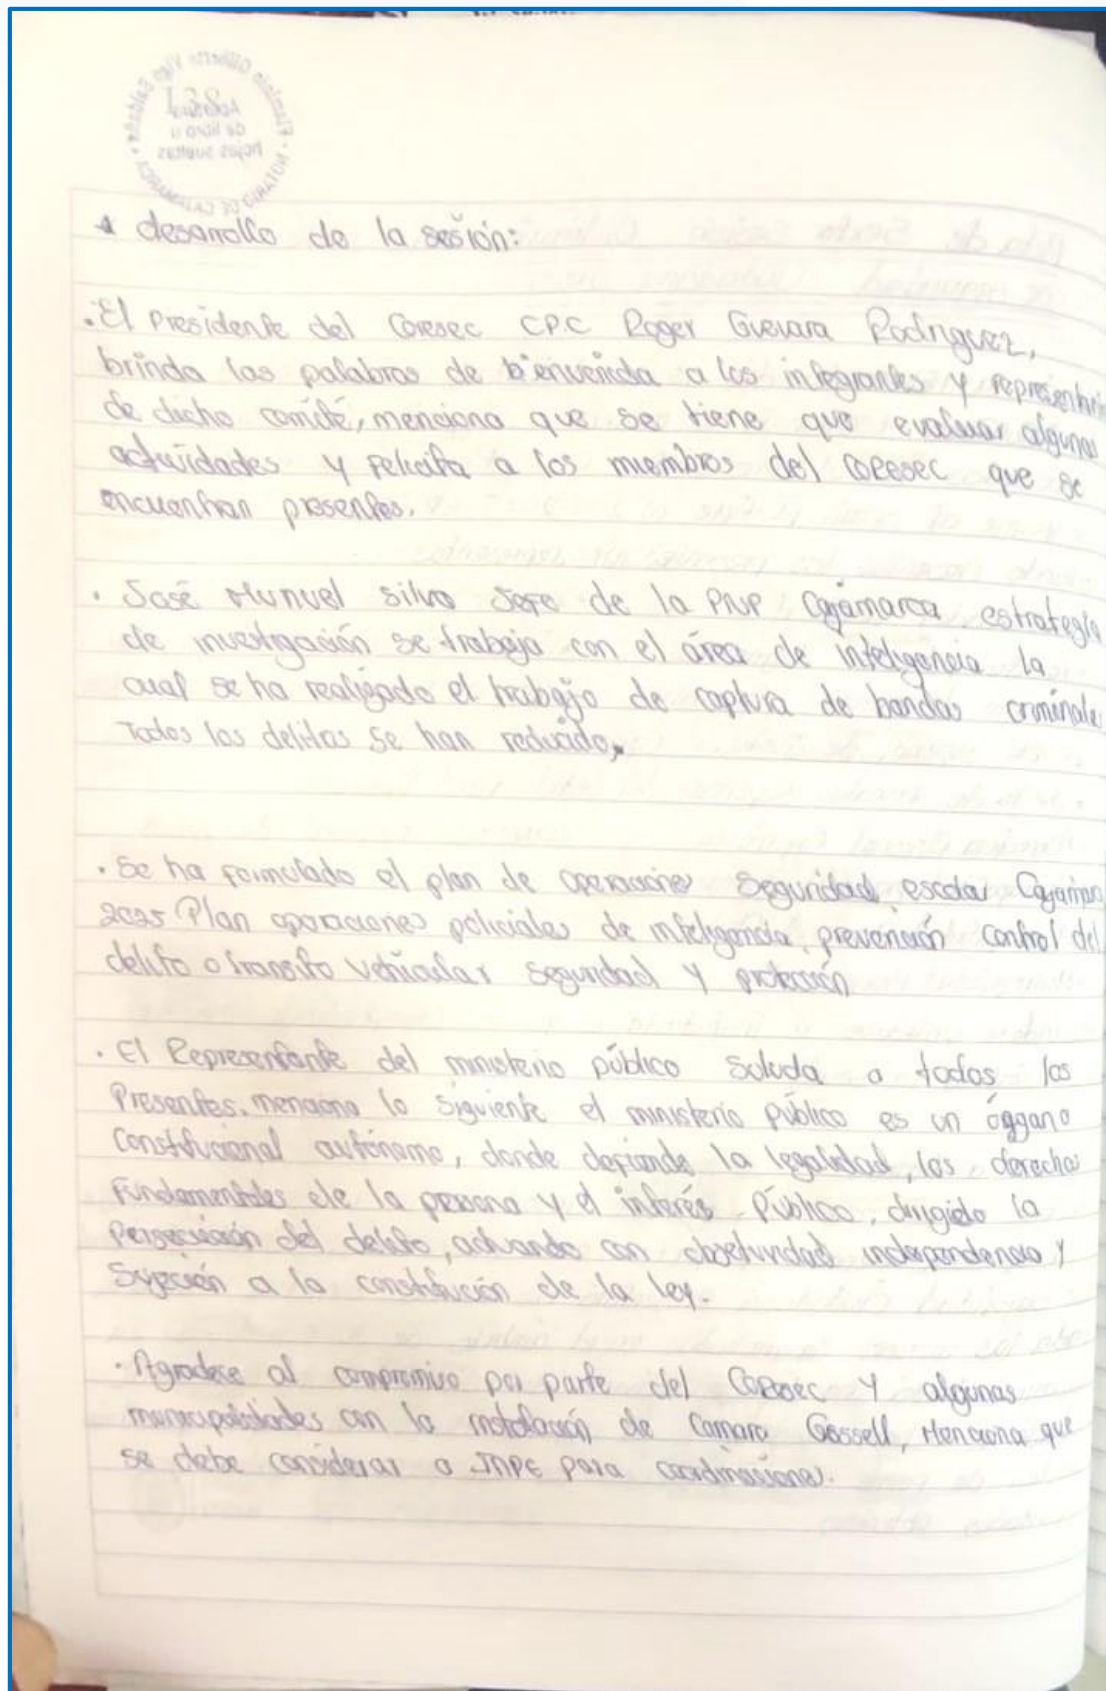 desarrollo de la sesión:
. El Presidente del Coresec CPC Roger Guevara Rodriguez,
brinda las palabras de bienvenida a los integrantes y
de dicho comité, menciona que se tiene que evaluar algunas
actividades y felicita a los miembros del CORESEC que se
encuentran presentes.
. José Manuel Silva Jefe de la PNP Cajamarca estrategia
de investigación se trabaja con el área de inteligencia la
cual se ha realizado el trabajo de captura de bandas criminales
Todos los delitos se han reducido,
. Se ha formulado el plan de operaciones Seguridad escolar
2025 Plan operaciones policiales de inteligencia, prevención control del
delito o transito vehicular seguridad y protección
. El Representante del ministerio público Saluda a todos los
Presentes. menciona lo siguiente el ministerio público es un óggano
Constitucional autónomo, donde defiende la legalidad, los derechos
Fundamentales de la persona y el interés Público, dirigido la
Persecución del delito, actuando con objetividad independencia y
Sujeción a la constitución de la ley.
. Agradece al compromiso por parte del Coresec y algunas
municipalidades con la instalación de Camara Gessell, Menciona que
se debe considerar a INPE para coordinaciones.